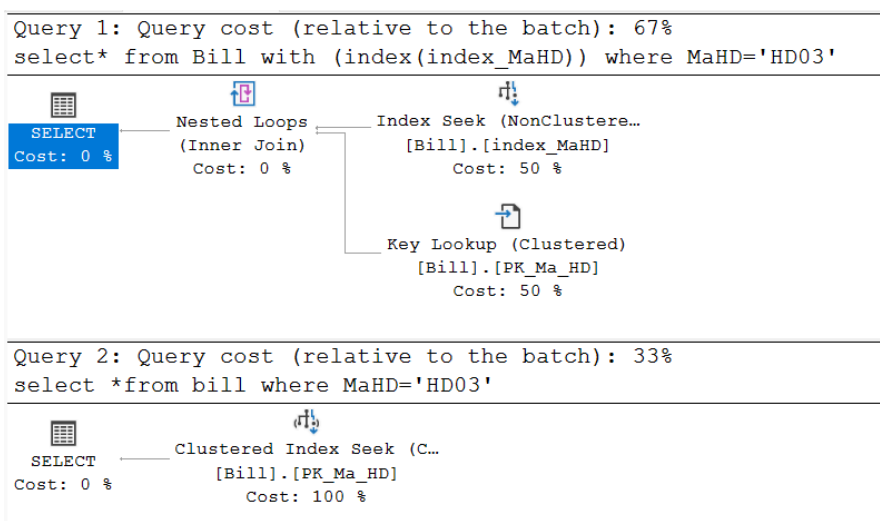 Query 1: Query cost (relative to the batch): 67%
select* from Bill with (index(index_MaHD)) where MaHD='HD03'
SELECT
Cost: 0 %
Nested Loops
(Inner Join)
Cost: 0 %
Index Seek (NonClustere…
[Bill].[index_MaHD]
Cost: 50 %
Key Lookup (Clustered)
[Bill].[PK_Ma_HD]
Cost: 50 %
Query 2: Query cost (relative to the batch): 33%
select *from bill where MaHD='HD03'
SELECT
Cost: 0 %
Clustered Index Seek (C…
[Bill].[PK_Ma_HD]
Cost: 100 %